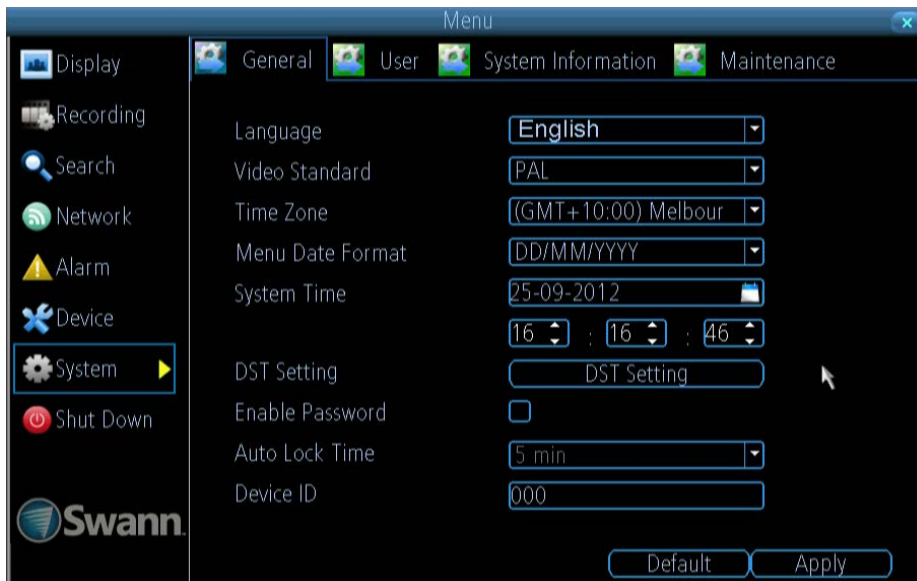 Menu
Display
Recording
Search
Network
Alarm
Device
System
Shut Down
Swann.
General User System Information Maintenance
Language English
Video Standard PAL
Time Zone (GMT+10:00) Melbour
Menu Date Format DD/MM/YYYY
System Time 25-09-2012
16 : 16 : 46
DST Setting DST Setting
Enable Password
Auto Lock Time 5 min
Device ID 000
Default Apply